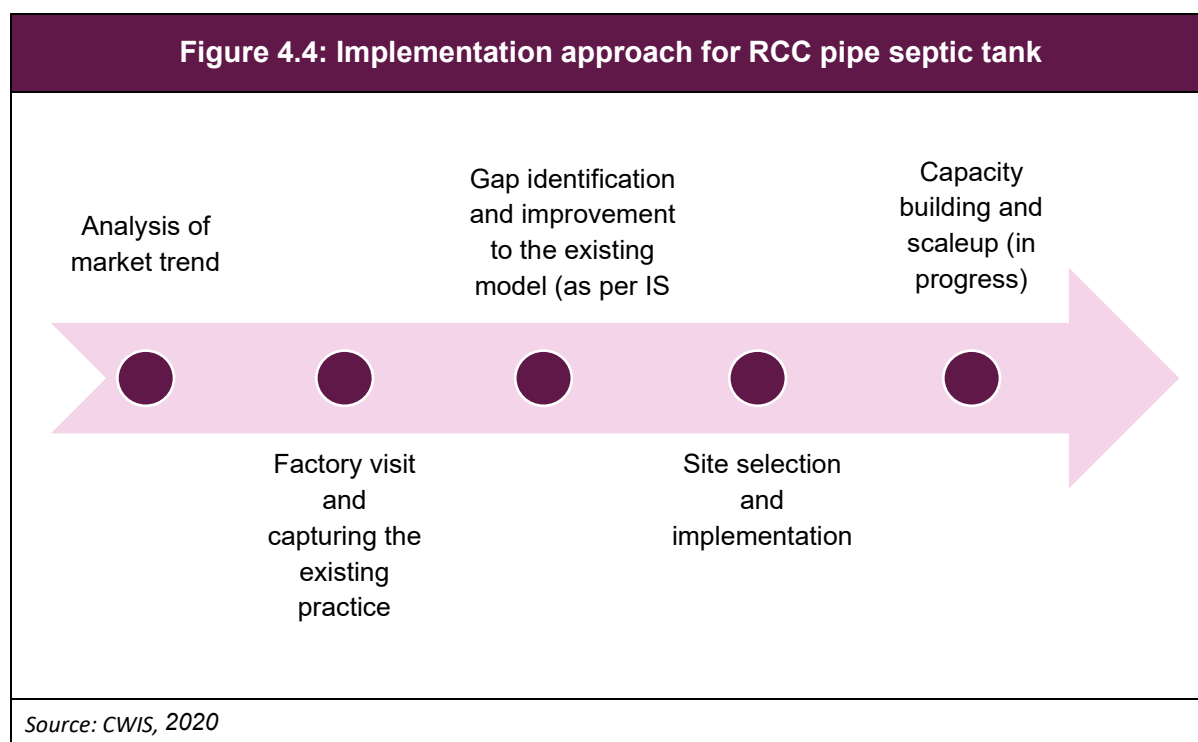 Figure 4.4: Implementation approach for RCC pipe septic tank
Analysis of
market trend
Factory visit
and
capturing the
existing
practice
Gap identification
and improvement
to the existing
model (as per IS
Site selection
and
implementation
Capacity
building and
scaleup (in
progress)
Source: CWIS, 2020